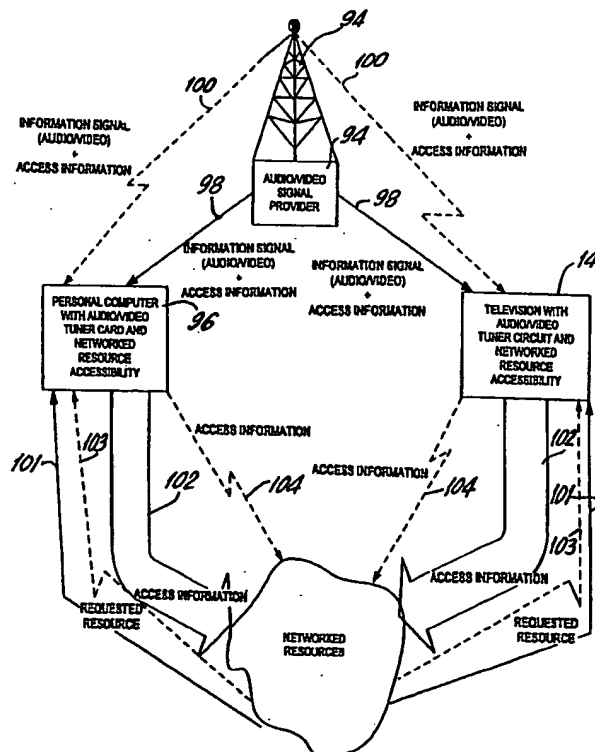 94
100
100
INFORMATION SIGNAL
(AUDIO/VIDEO)
+
ACCESS INFORMATION
INFORMATION SIGNAL
(AUDIO/VIDEO)
+
ACCESS INFORMATION
94
AUDIO/VIDEO
SIGNAL
PROVIDER
98
98
INFORMATION SIGNAL
(AUDIO/VIDEO)
+
ACCESS INFORMATION
INFORMATION SIGNAL
(AUDIO/VIDEO)
+
ACCESS INFORMATION
14
PERSONAL COMPUTER
WITH AUDIO/VIDEO
TUNER CARD AND
NETWORKED
RESOURCE
ACCESSIBILITY
96
TELEVISION WITH
AUDIO/VIDEO
TUNER CIRCUIT AND
NETWORKED
RESOURCE
ACCESSIBILITY
101
103
102
ACCESS INFORMATION
104
ACCESS INFORMATION
104
102
101
103
ACCESS INFORMATION
REQUESTED
RESOURCE
NETWORKED
RESOURCES
ACCESS INFORMATION
REQUESTED
RESOURCE